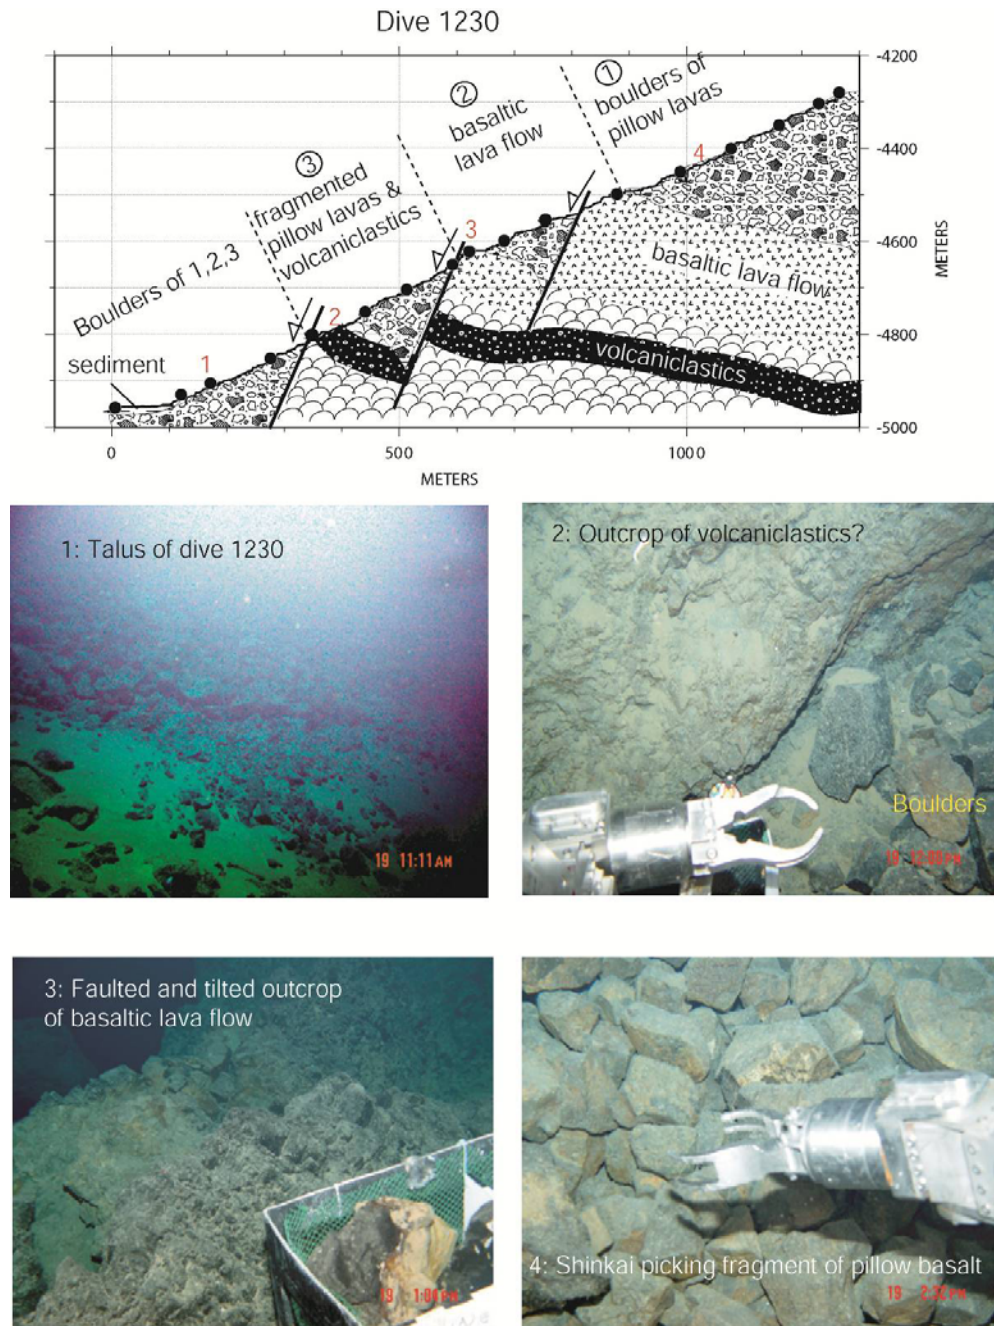 Dive 1230
-4200
-4400
-4600
-4800
-5000
METERS
①
boulders of
pillow lavas
②
basaltic
lava flow
③
fragmented
pillow lavas &
volcaniclastics
Boulders of 1,2,3
sediment
1
2
3
4
basaltic lava flow
volcaniclastics
0
500
1000
METERS
1: Talus of dive 1230
19 11:11AM
2: Outcrop of volcaniclastics?
Boulders
19
3: Faulted and tilted outcrop
of basaltic lava flow
19
4: Shinkai picking fragment of pillow basalt
19